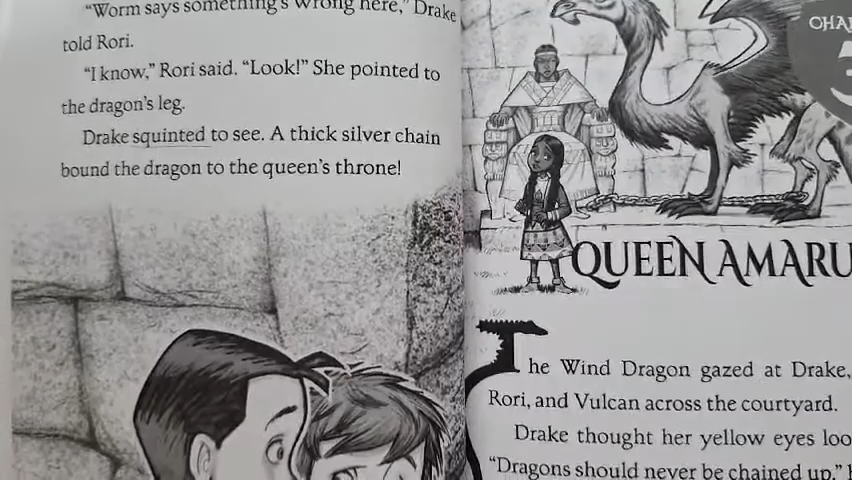 "Worm says something's wrong here," Drake
told Rori.
"I know," Rori said. "Look!" She pointed to
the dragon's leg.
Drake squinted to see. A thick silver chain
bound the dragon to the queen's throne!
CHA
3
QUEEN AMARU
The Wind Dragon gazed at Drake,
Rori, and Vulcan across the courtyard.
Drake thought her yellow eyes loo
"Dragons should never be chained up,"